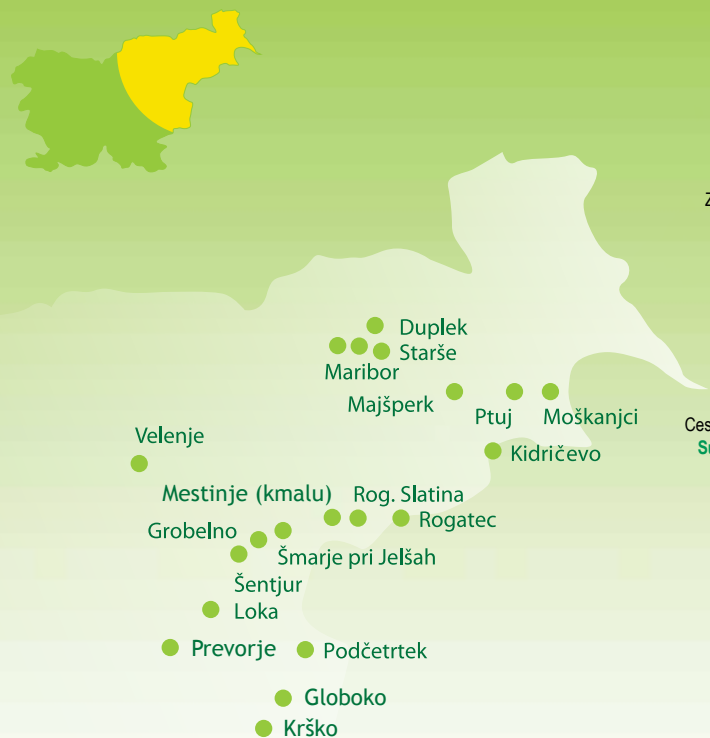 Z
Duplek
Starše
Maribor
Majšperk
Ptuj
Moškanjci
Ces
Velenje
Kidričevo
Mestinje (kmalu)
Rog. Slatina
Grobelno
Rogatec
Šmarje pri Jelšah
Šentjur
Loka
Prevorje
Podčetrtek
Globoko
Krško